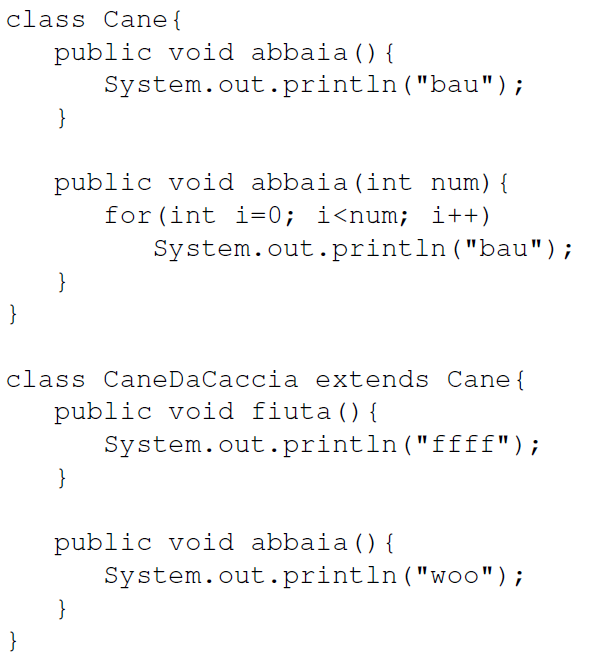 class Cane{
   public void abbaia(){
      System.out.println("bau");
   }

   public void abbaia(int num){
      for(int i=0; i<num; i++)
         System.out.println("bau");
   }
}

class CaneDaCaccia extends Cane{
   public void fiuta(){
      System.out.println("ffff");
   }

   public void abbaia(){
      System.out.println("woo");
   }
}